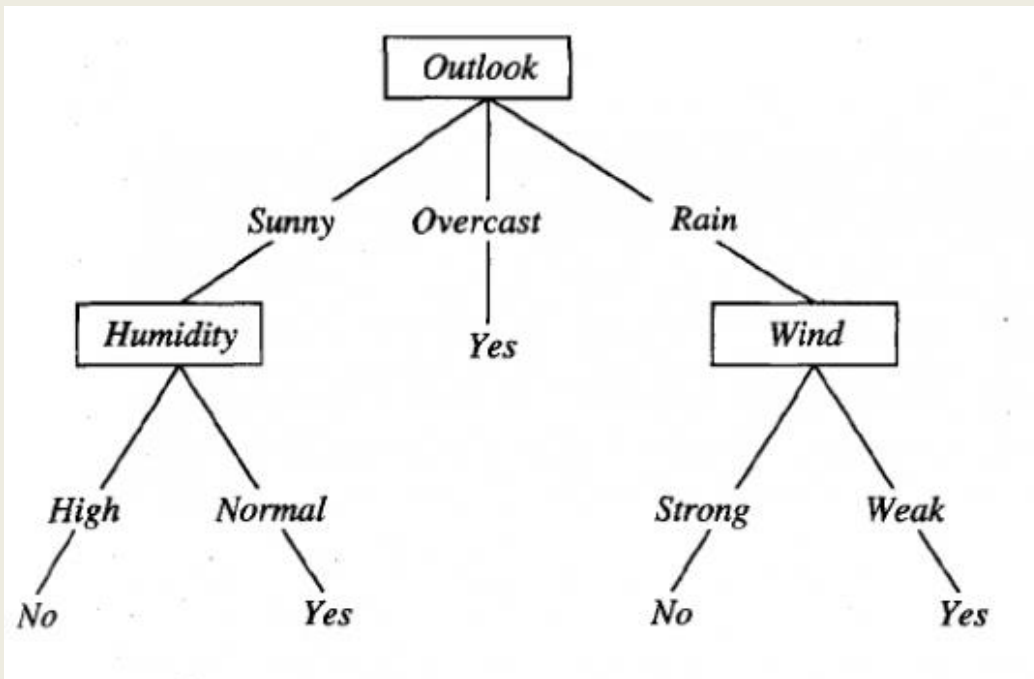 Outlook
Sunny Overcast Rain
Humidity Yes Wind
High Normal Strong Weak
No Yes No Yes